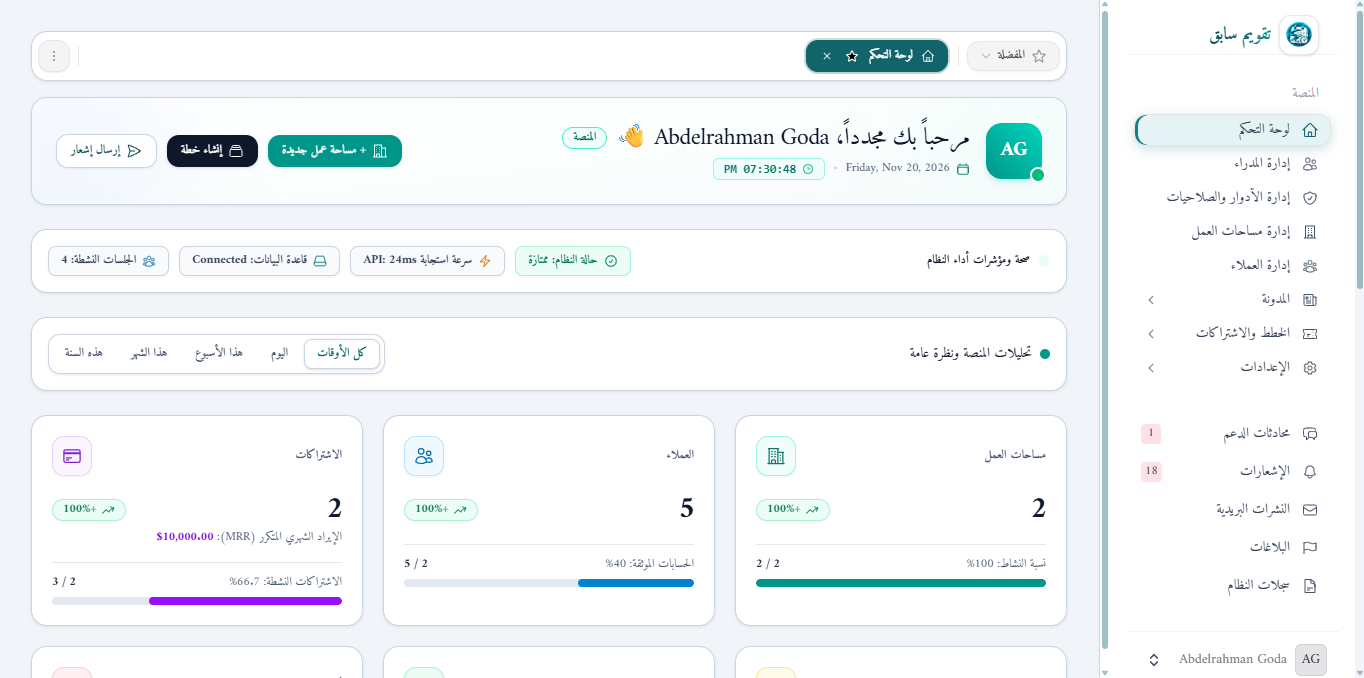 تقويم سابق
المنصة
لوحة التحكم
إدارة المدراء
إدارة الأدوار والصلاحيات
إدارة مساحات العمل
إدارة العملاء
المدونة
الخطط والاشتراكات
الإعدادات
محادثات الدعم 1
الإشعارات 18
النشرات البريدية
البلاغات
سجلات النظام
AG Abdelrahman Goda
المفضلة
لوحة التحكم
AG
مرحباً بك مجدداً، Abdelrahman Goda 👋 المنصة
Friday, Nov 20, 2026 · 07:30:48 PM
+ مساحة عمل جديدة
إنشاء خطة
إرسال إشعار
صحة ومؤشرات أداء النظام
حالة النظام: ممتازة
سرعة استجابة API: 24ms
قاعدة البيانات: Connected
الجلسات النشطة: 4
تحليلات المنصة ونظرة عامة
كل الأوقات
اليوم
هذا الأسبوع
هذا الشهر
هذه السنة
مساحات العمل
2
+100%
نسبة النشاط: 100%
2 / 2
العملاء
5
+100%
الحسابات الموثقة: 40%
5 / 2
الاشتراكات
2
+100%
الإيراد الشهري المتكرر (MRR): $10,000.00
الاشتراكات النشطة: 66.7%
3 / 2